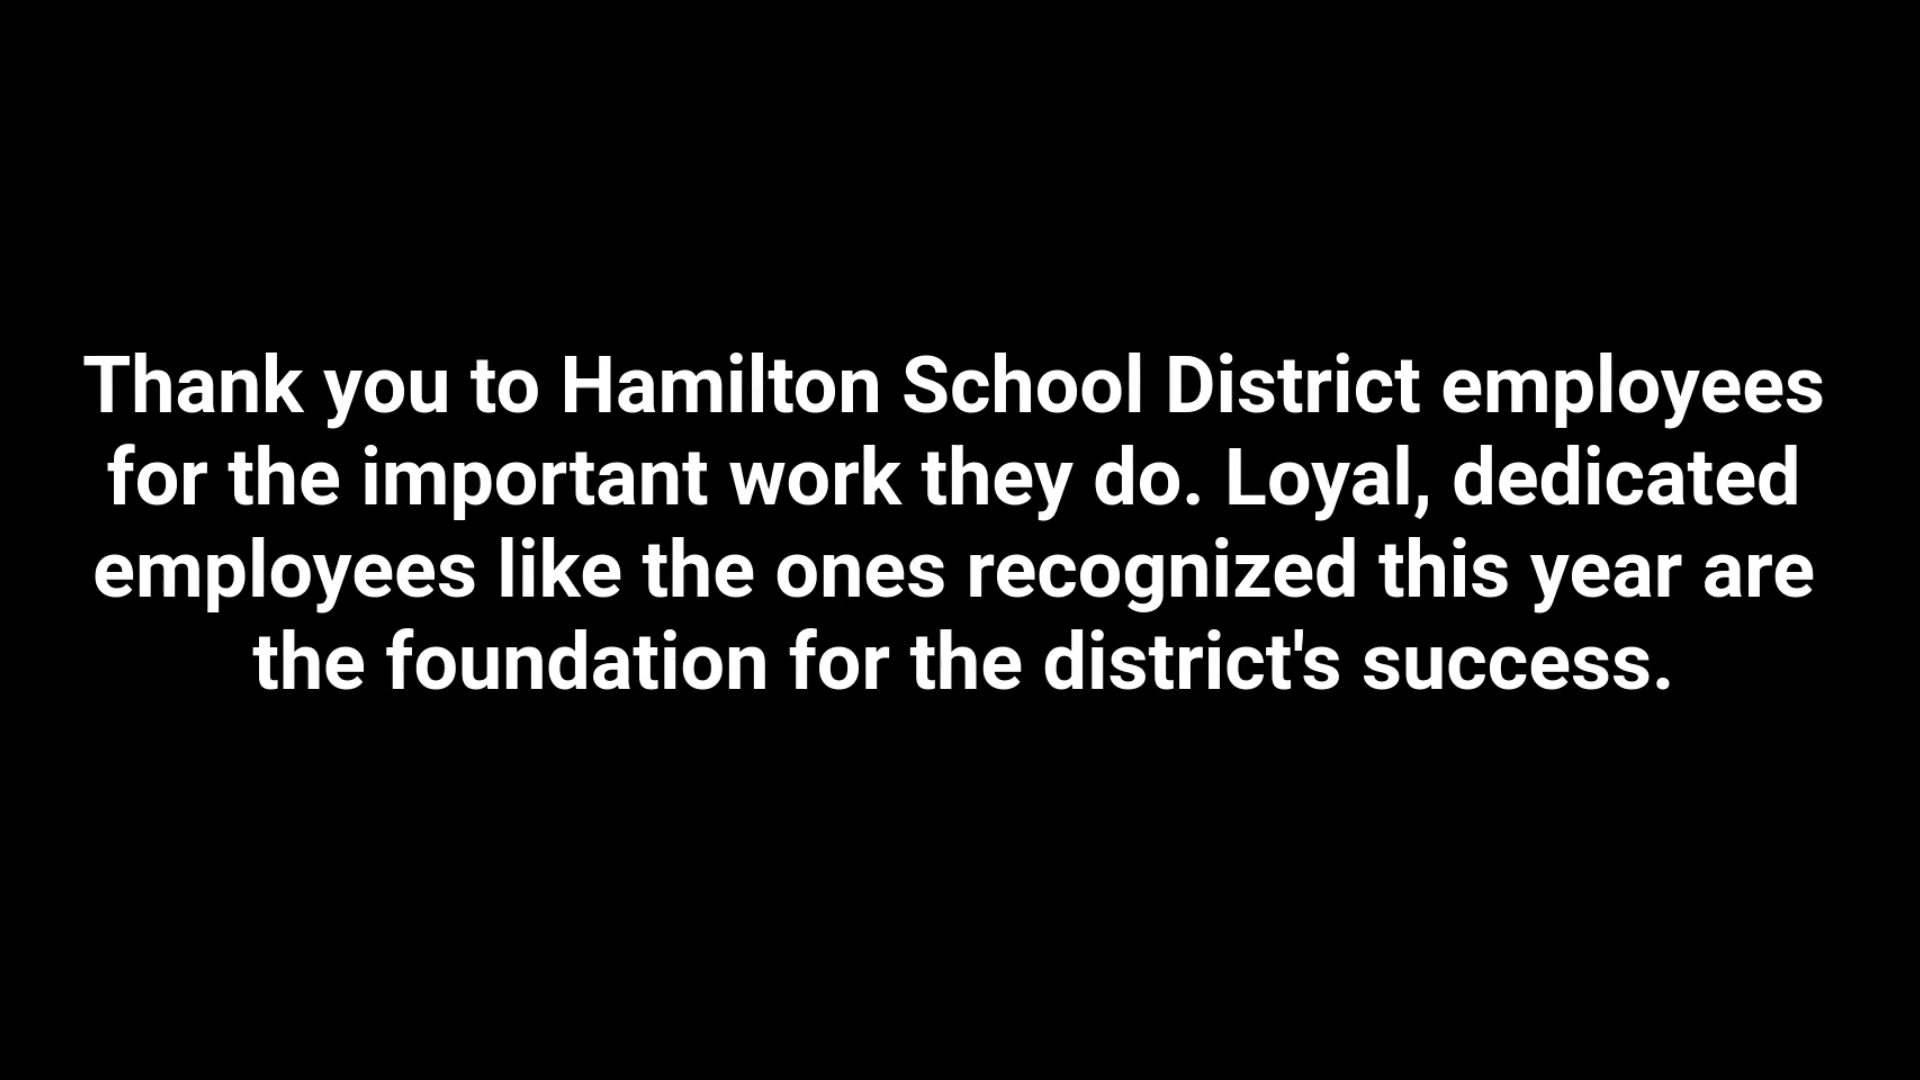 Thank you to Hamilton School District employees
for the important work they do. Loyal, dedicated
employees like the ones recognized this year are
the foundation for the district's success.